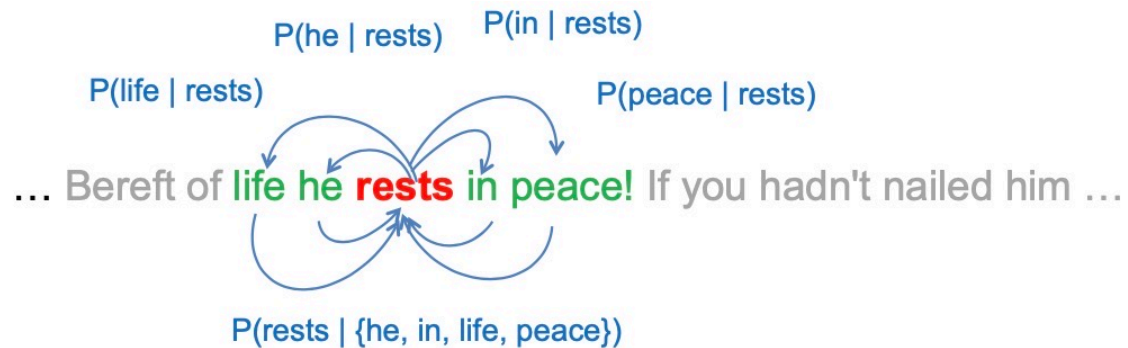 P(he | rests) P(in | rests)
P(life | rests) P(peace | rests)
... Bereft of life he rests in peace! If you hadn't nailed him ...
P(rests | {he, in, life, peace})